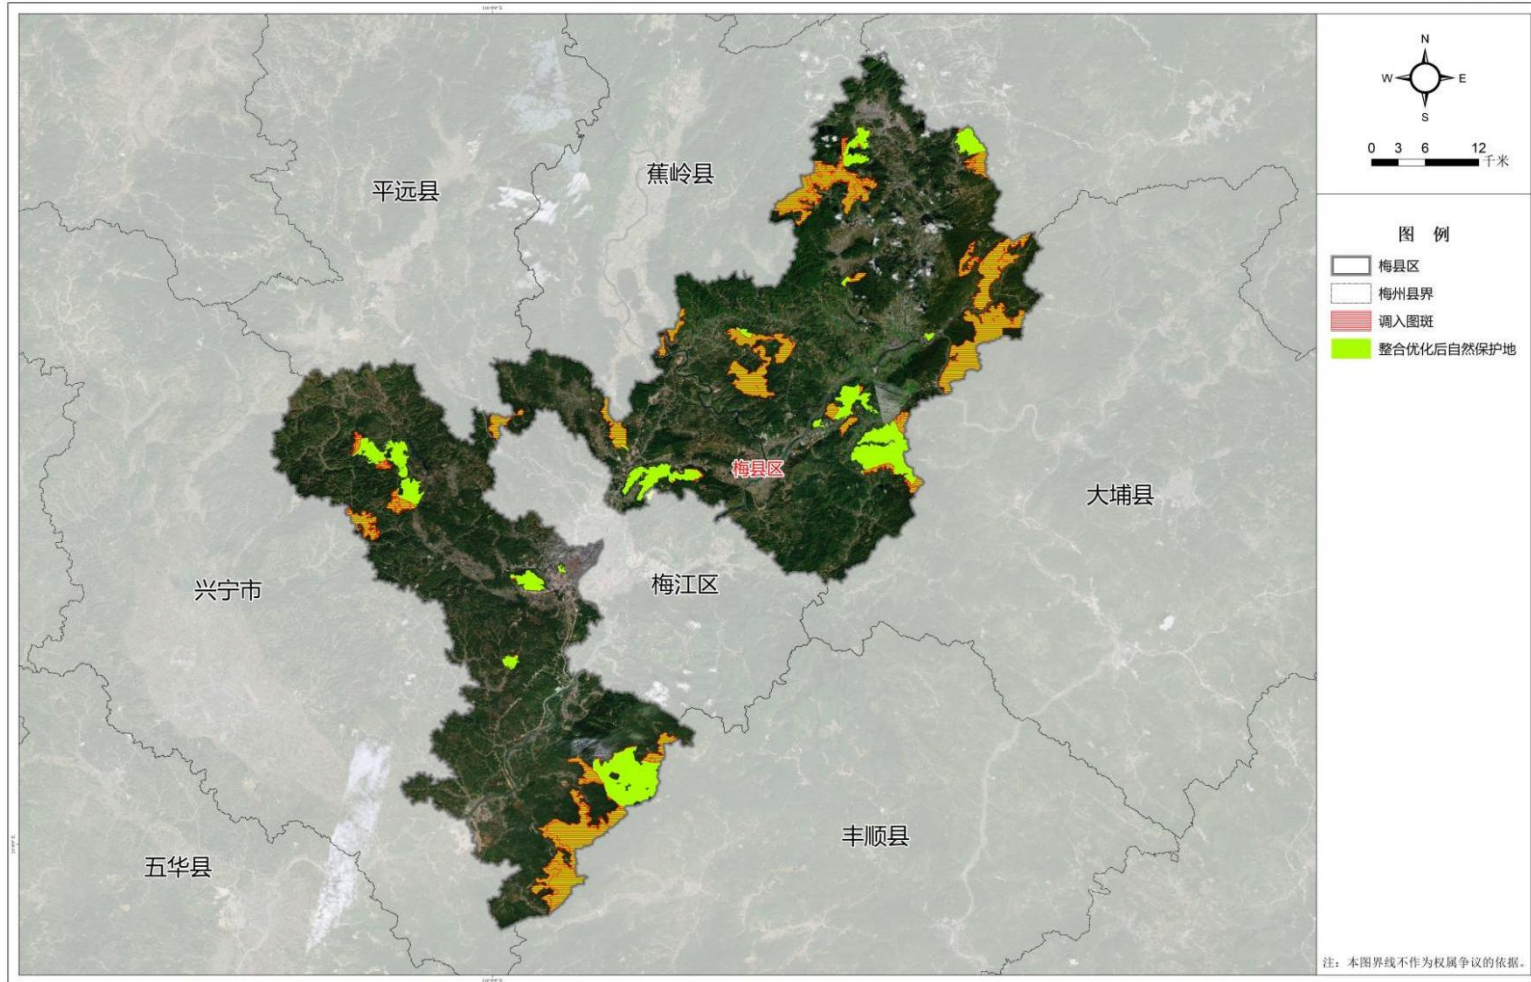 N
W
E
S
0 3 6 12
千米
图 例
梅县区
梅州县界
调入图斑
整合优化后自然保护地
平远县
蕉岭县
梅县区
大埔县
兴宁市
梅江区
丰顺县
五华县
注：本图界线不作为权属争议的依据。